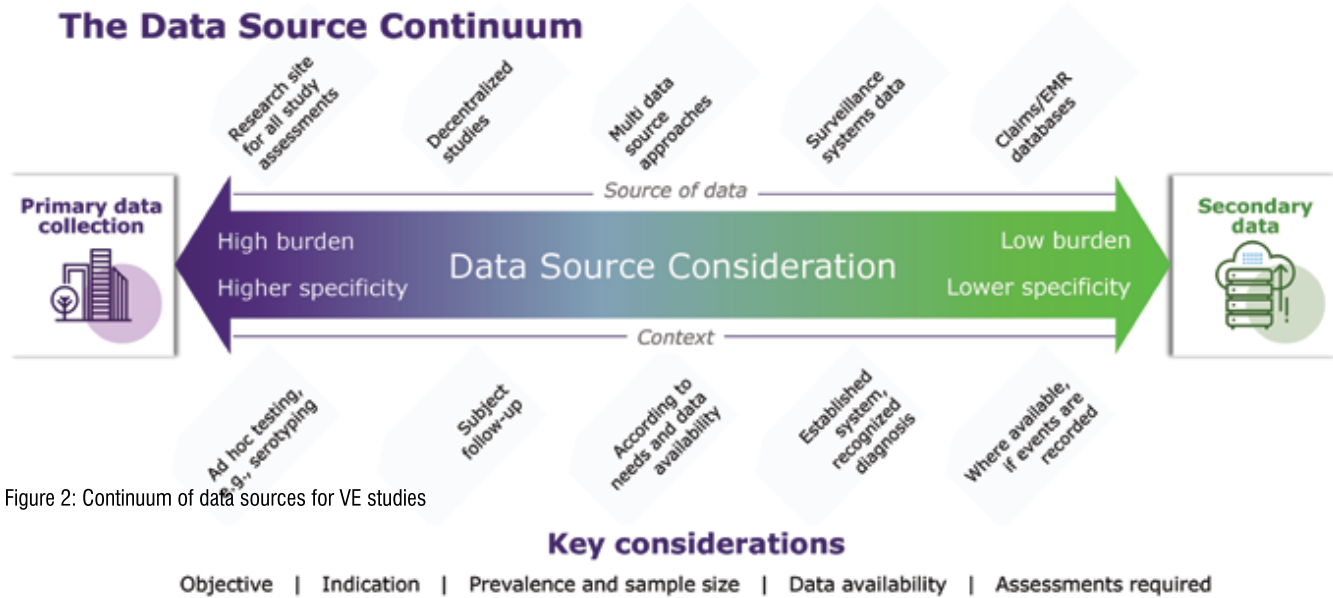 The Data Source Continuum
Research site
for all study
assessments
Decentralized
studies
Multi data
source
approaches
Surveillance
systems data
Claims/EMR
databases
Source of data
Primary data
collection
High burden
Higher specificity
Data Source Consideration
Low burden
Lower specificity
Secondary
data
Context
Ad hoc testing,
e.g., serotyping
Subject
follow-up
According to
needs and data
availability
Established
system,
recognized
diagnosis
Where available,
if events are
recorded
Figure 2: Continuum of data sources for VE studies
Key considerations
Objective | Indication | Prevalence and sample size | Data availability | Assessments required